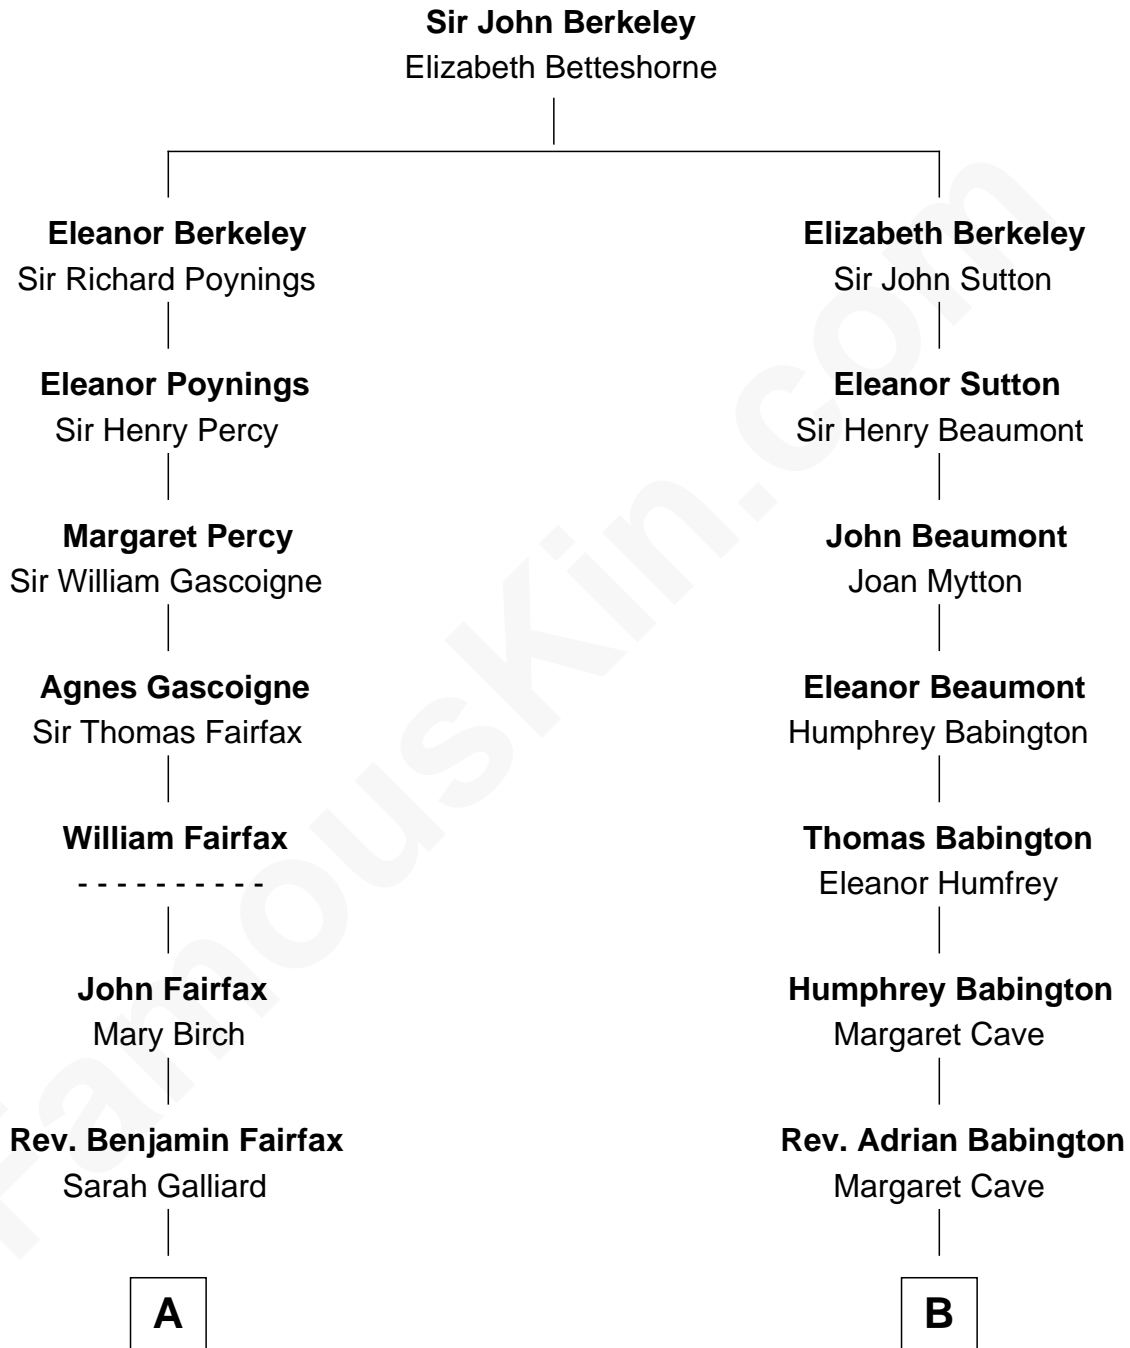 Sir John Berkeley
Elizabeth Betteshorne
Eleanor Berkeley
Sir Richard Poynings
Elizabeth Berkeley
Sir John Sutton
Eleanor Poynings
Sir Henry Percy
Eleanor Sutton
Sir Henry Beaumont
Margaret Percy
Sir William Gascoigne
John Beaumont
Joan Mytton
Agnes Gascoigne
Sir Thomas Fairfax
Eleanor Beaumont
Humphrey Babington
William Fairfax
- - - - - - - - - -
Thomas Babington
Eleanor Humfrey
John Fairfax
Mary Birch
Humphrey Babington
Margaret Cave
Rev. Benjamin Fairfax
Sarah Galliard
Rev. Adrian Babington
Margaret Cave
A
B
FamousKin.com